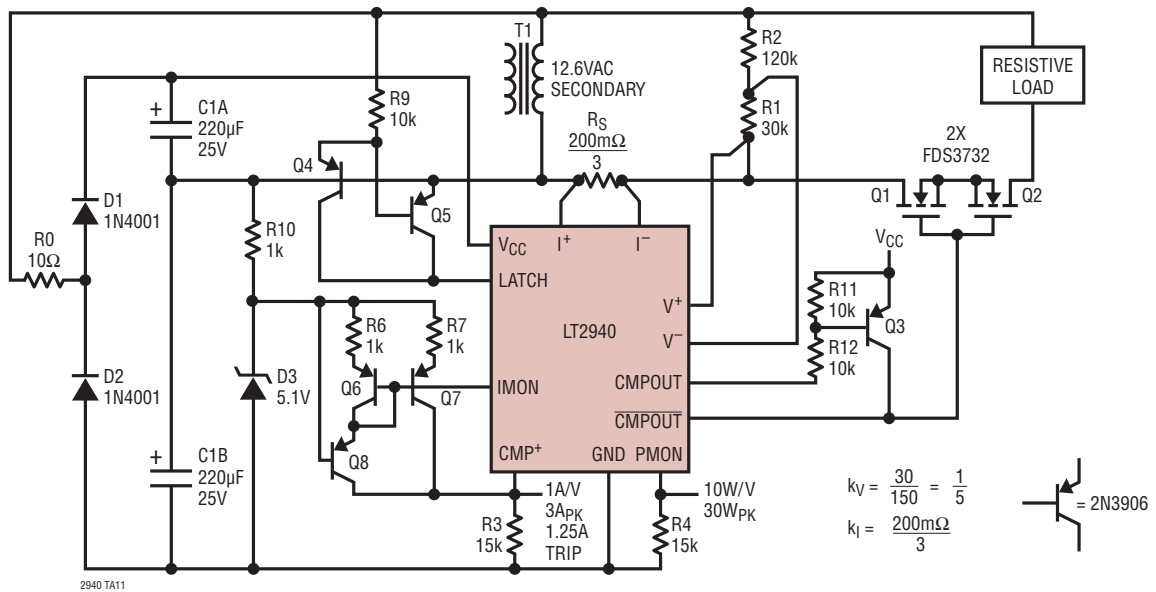 T1
12.6VAC
SECONDARY
R2
120k
R1
30k
RESISTIVE
LOAD
+
C1A
220µF
25V
R9
10k
RS
200mΩ
3
2X
FDS3732
Q4
Q5
Q1
Q2
D1
1N4001
R10
1k
R0
10Ω
VCC
I+
I−
LATCH
VCC
V+
V−
LT2940
R11
10k
Q3
R12
10k
R6
1k
R7
1k
D2
1N4001
D3
5.1V
Q6
Q7
IMON
CMPOUT
CMPOUT
Q8
CMP+
GND
PMON
+
C1B
220µF
25V
1A/V
3APK
1.25A
TRIP
10W/V
30WPK
R3
15k
R4
15k
kV = 30/150 = 1/5
kI = 200mΩ/3
= 2N3906
2940 TA11